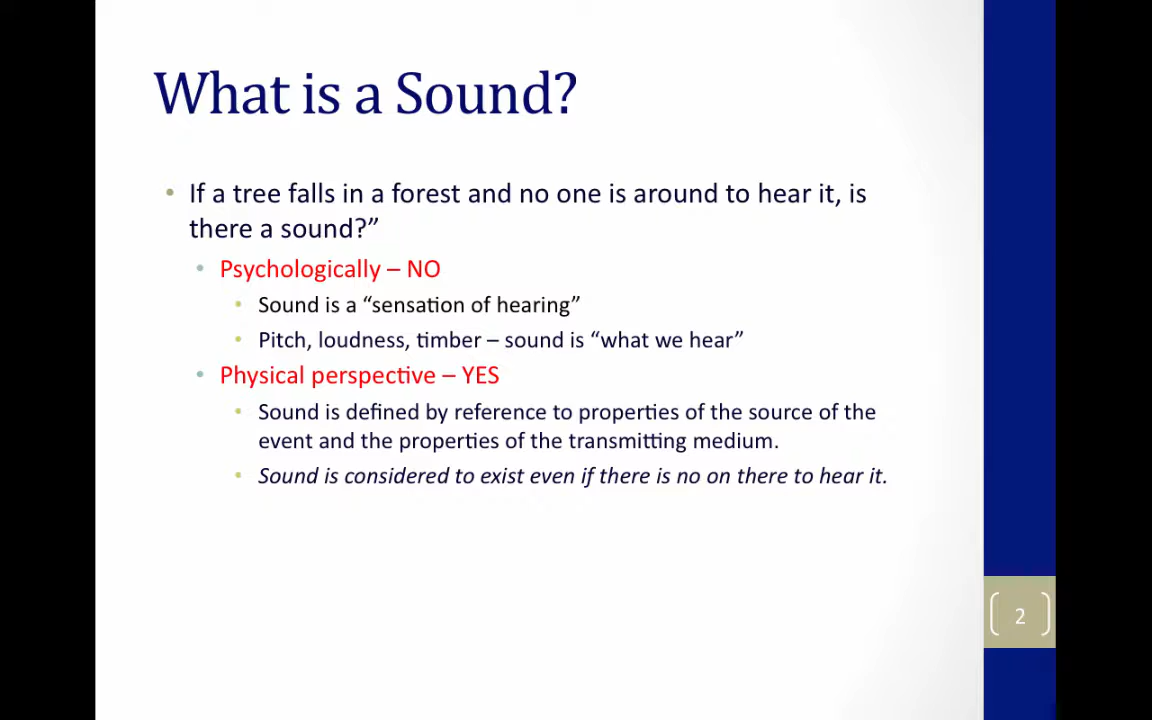 What is a Sound?
• If a tree falls in a forest and no one is around to hear it, is
there a sound?”
• Psychologically – NO
• Sound is a “sensation of hearing”
• Pitch, loudness, timber – sound is “what we hear”
• Physical perspective – YES
• Sound is defined by reference to properties of the source of the
event and the properties of the transmitting medium.
• Sound is considered to exist even if there is no on there to hear it.
2